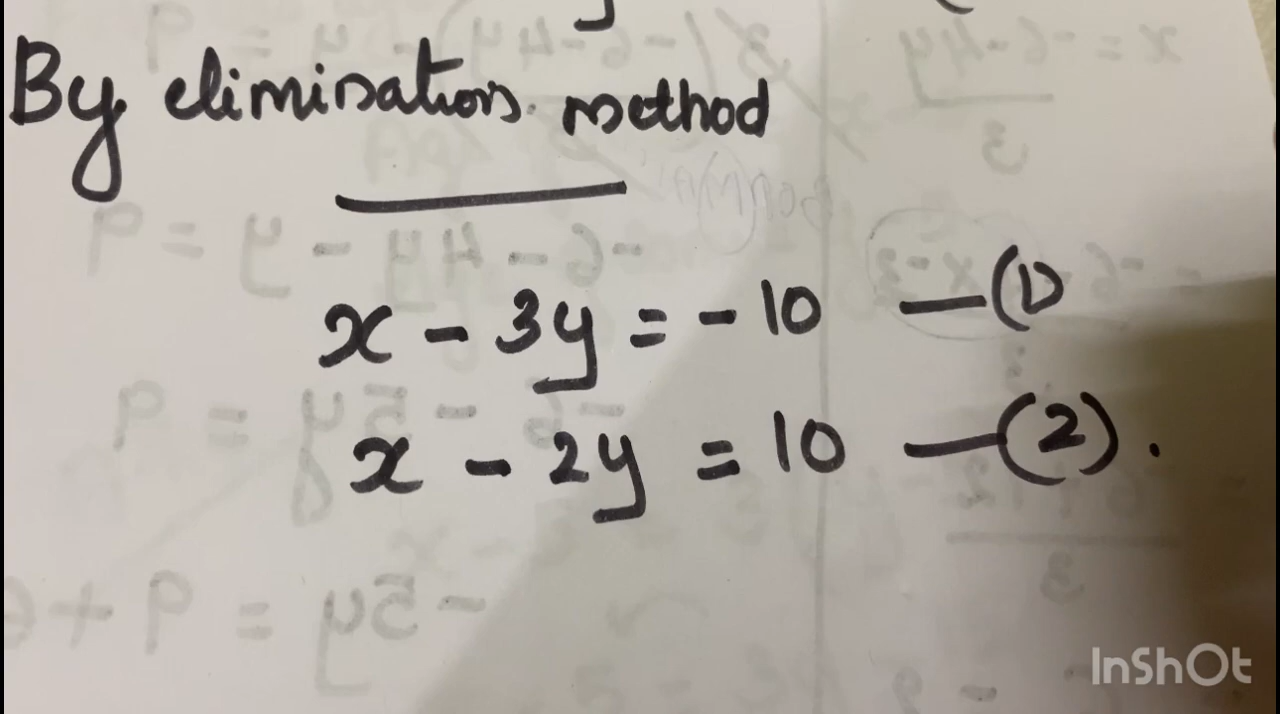 By elimination method
x - 3y = - 10 —(1)
x - 2y = 10 —(2).
InShOt